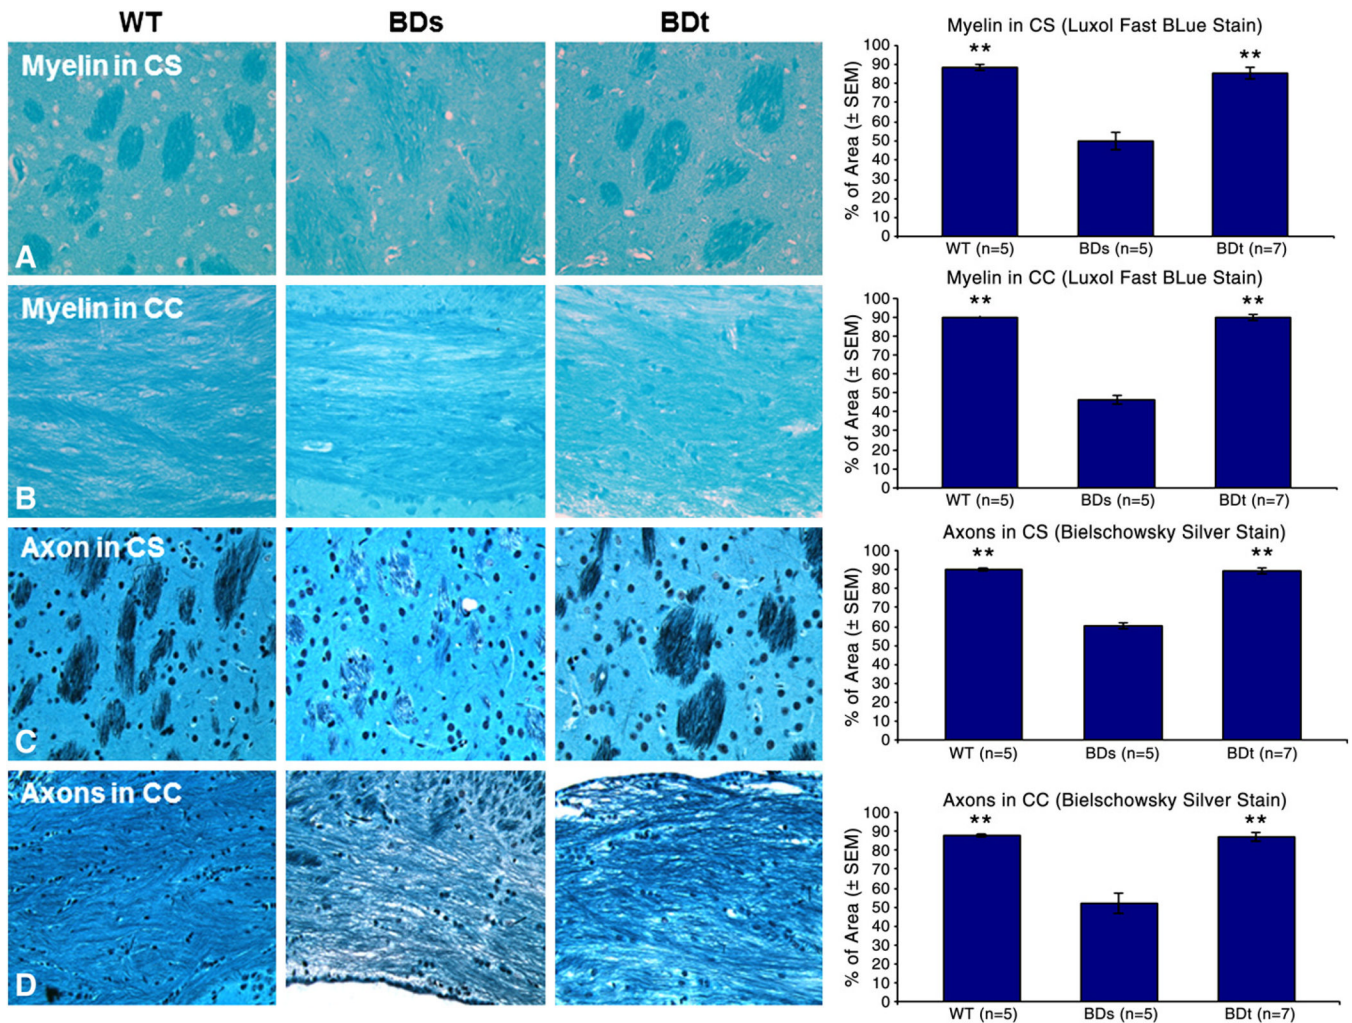 WT BDs BDt
Myelin in CS
A
Myelin in CC
B
Axon in CS
C
Axons in CC
D
Myelin in CS (Luxol Fast BLue Stain)
% of Area (± SEM)
100
90
80
70
60
50
40
30
20
10
0
** **
WT (n=5) BDs (n=5) BDt (n=7)
Myelin in CC (Luxol Fast BLue Stain)
% of Area (± SEM)
100
90
80
70
60
50
40
30
20
10
0
** **
WT (n=5) BDs (n=5) BDt (n=7)
Axons in CS (Bielschowsky Silver Stain)
% of Area (± SEM)
100
90
80
70
60
50
40
30
20
10
0
** **
WT (n=5) BDs (n=5) BDt (n=7)
Axons in CC (Bielschowsky Silver Stain)
% of Area (± SEM)
100
90
80
70
60
50
40
30
20
10
0
** **
WT (n=5) BDs (n=5) BDt (n=7)